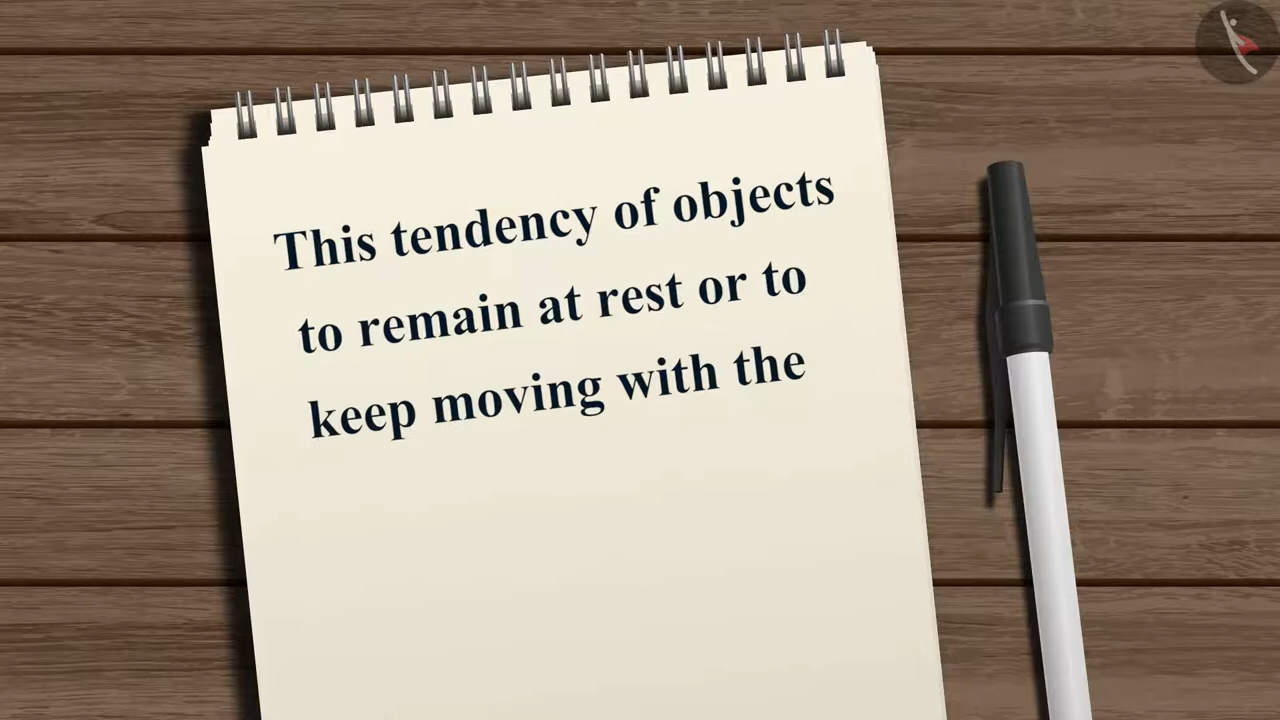 This tendency of objects
to remain at rest or to
keep moving with the